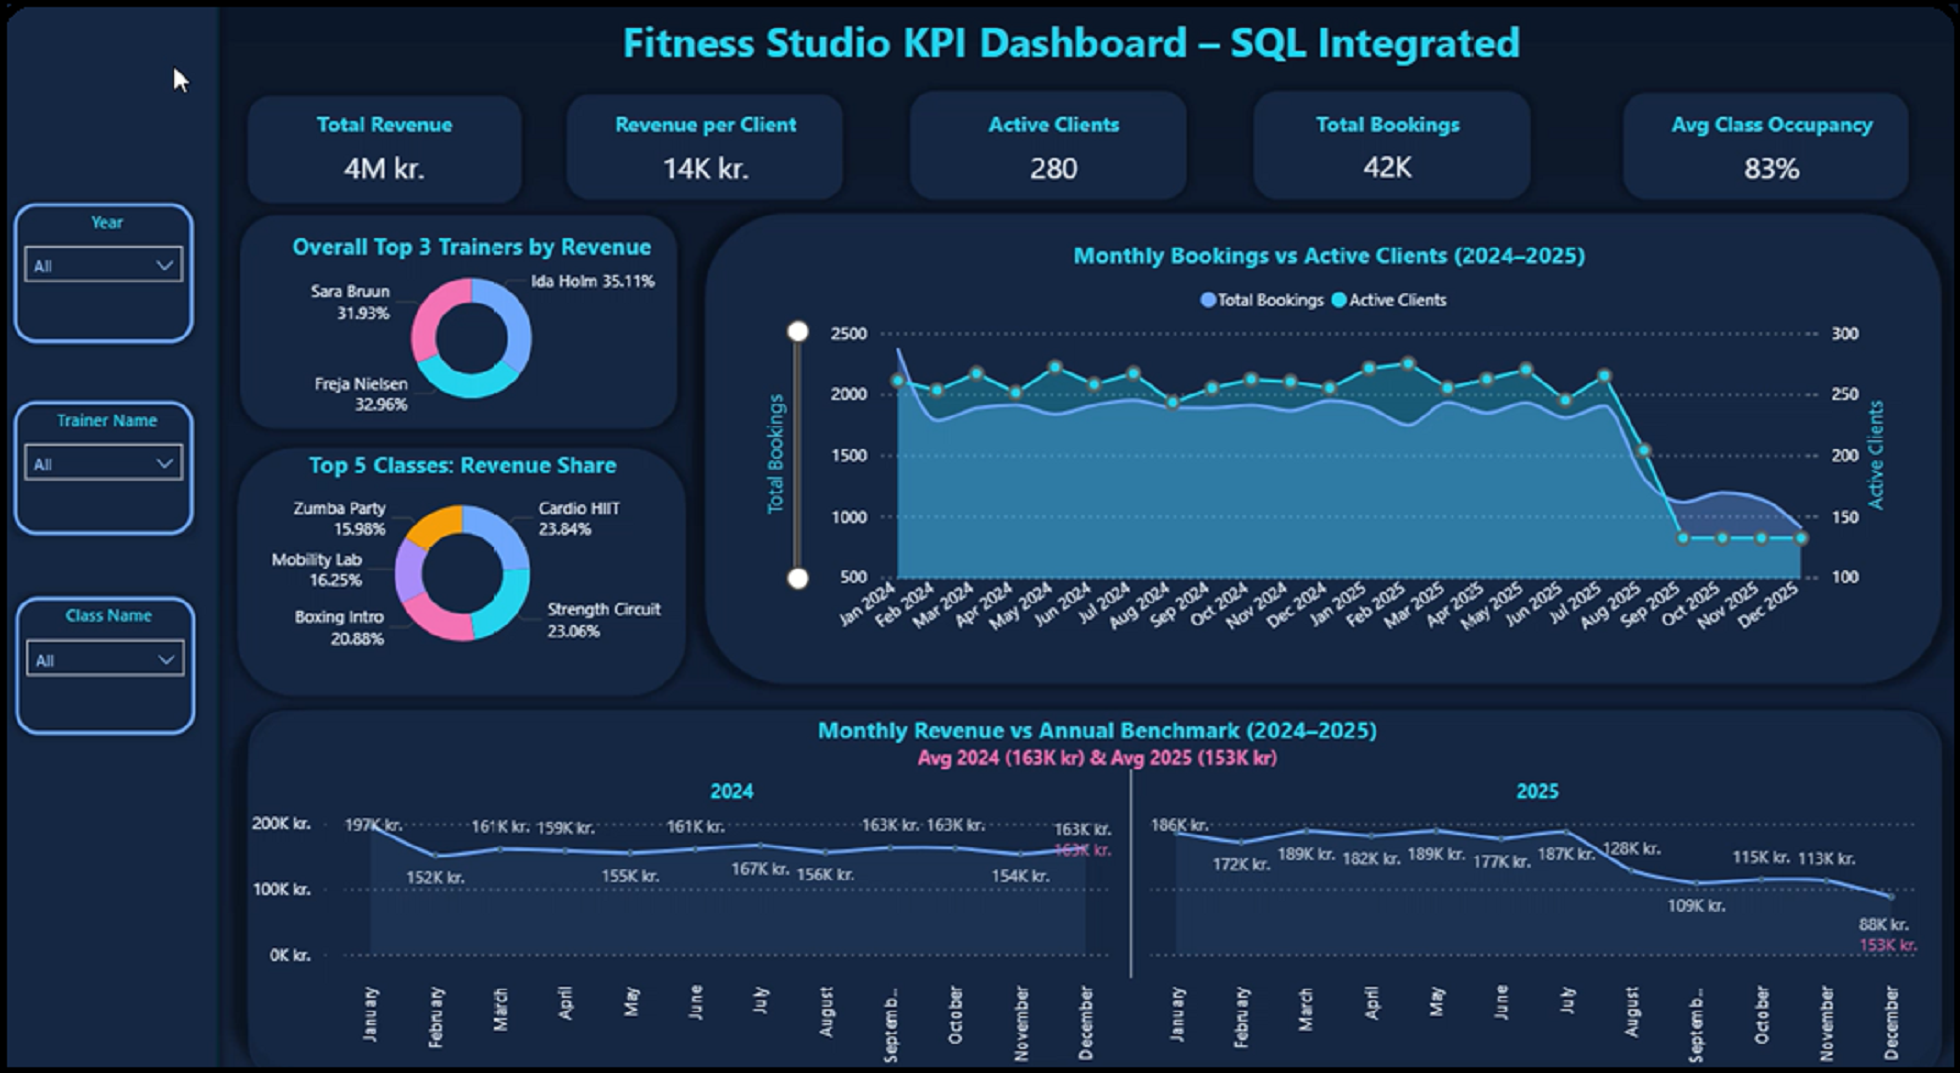 Fitness Studio KPI Dashboard – SQL Integrated
Total Revenue
4M kr.
Revenue per Client
14K kr.
Active Clients
280
Total Bookings
42K
Avg Class Occupancy
83%
Year
All
Trainer Name
All
Class Name
All
Overall Top 3 Trainers by Revenue
Ida Holm 35.11%
Sara Bruun
31.93%
Freja Nielsen
32.96%
Top 5 Classes: Revenue Share
Zumba Party
15.98%
Cardio HIIT
23.84%
Mobility Lab
16.25%
Boxing Intro
20.88%
Strength Circuit
23.06%
Monthly Bookings vs Active Clients (2024–2025)
Total Bookings
Active Clients
Total Bookings
2500
2000
1500
1000
500
300
250
200
150
100
Active Clients
Jan 2024
Feb 2024
Mar 2024
Apr 2024
May 2024
Jun 2024
Jul 2024
Aug 2024
Sep 2024
Oct 2024
Nov 2024
Dec 2024
Jan 2025
Feb 2025
Mar 2025
Apr 2025
May 2025
Jun 2025
Jul 2025
Aug 2025
Sep 2025
Oct 2025
Nov 2025
Dec 2025
Monthly Revenue vs Annual Benchmark (2024–2025)
Avg 2024 (163K kr) & Avg 2025 (153K kr)
2024
2025
200K kr.
100K kr.
0K kr.
197K kr.
152K kr.
161K kr.
159K kr.
155K kr.
161K kr.
167K kr.
156K kr.
163K kr.
163K kr.
154K kr.
163K kr.
163K kr.
186K kr.
172K kr.
189K kr.
182K kr.
189K kr.
177K kr.
187K kr.
128K kr.
109K kr.
115K kr.
113K kr.
88K kr.
153K kr.
January
February
March
April
May
June
July
August
Septemb...
October
November
December
January
February
March
April
May
June
July
August
Septemb...
October
November
December